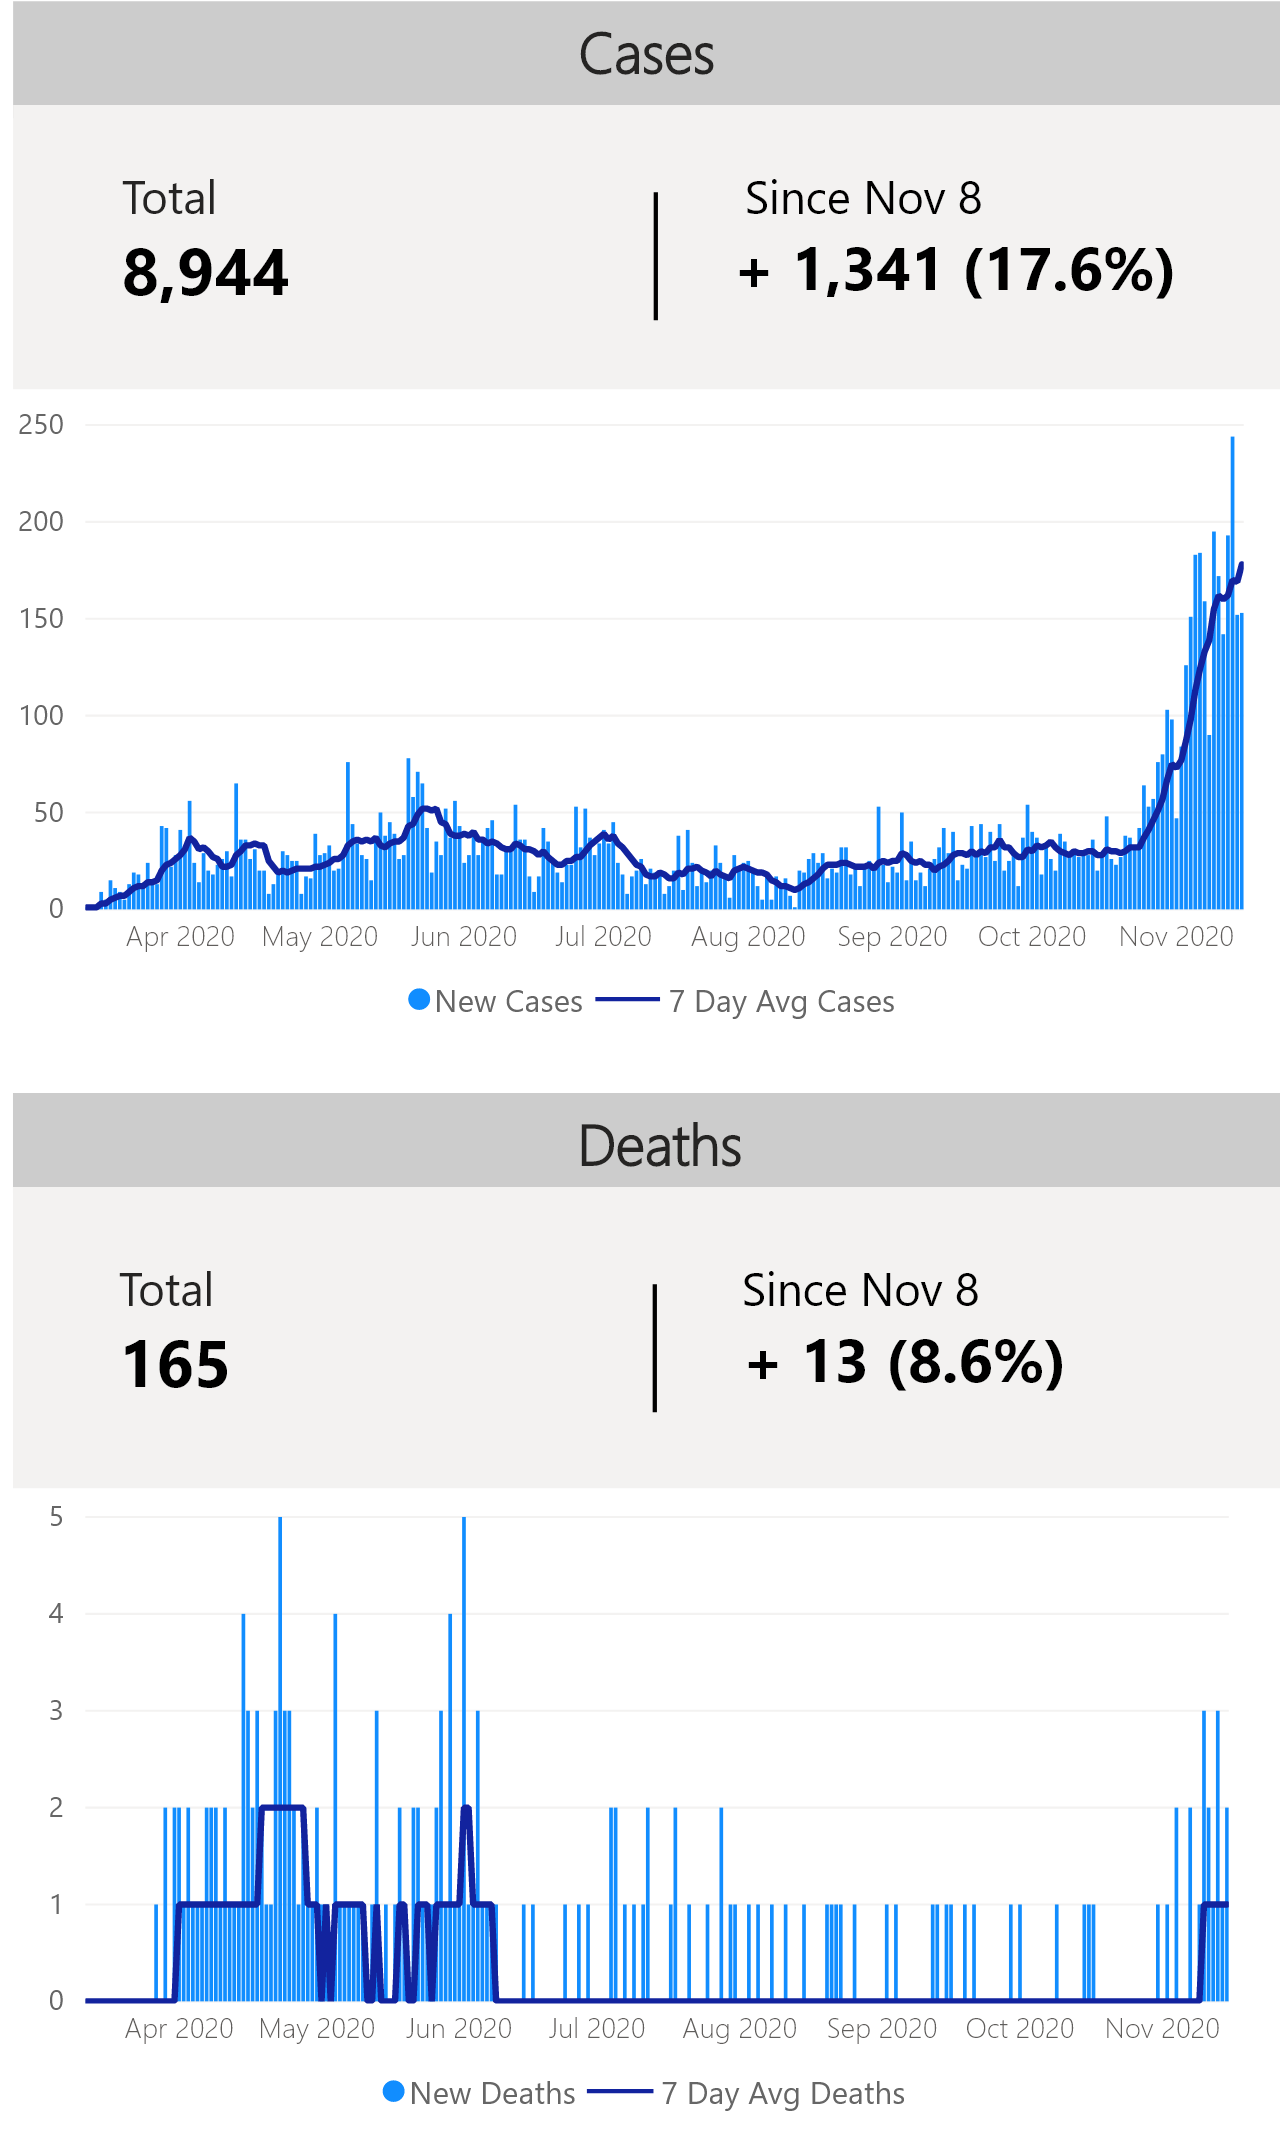 Cases
Total
8,944
Since Nov 8
+ 1,341 (17.6%)
250
200
150
100
50
0
Apr 2020 May 2020 Jun 2020 Jul 2020 Aug 2020 Sep 2020 Oct 2020 Nov 2020
New Cases 7 Day Avg Cases
Deaths
Total
165
Since Nov 8
+ 13 (8.6%)
5
4
3
2
1
0
Apr 2020 May 2020 Jun 2020 Jul 2020 Aug 2020 Sep 2020 Oct 2020 Nov 2020
New Deaths 7 Day Avg Deaths